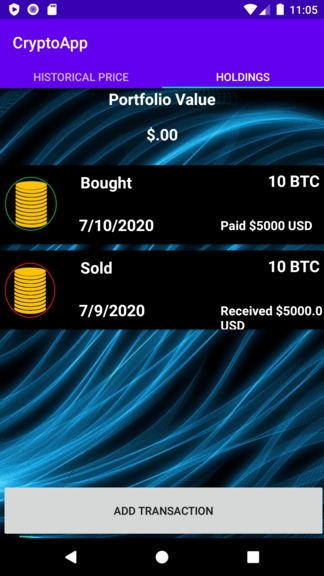 11:05
CryptoApp
HISTORICAL PRICE
HOLDINGS
Portfolio Value
$.00
Bought
10 BTC
7/10/2020
Paid $5000 USD
Sold
10 BTC
7/9/2020
Received $5000.0
USD
ADD TRANSACTION